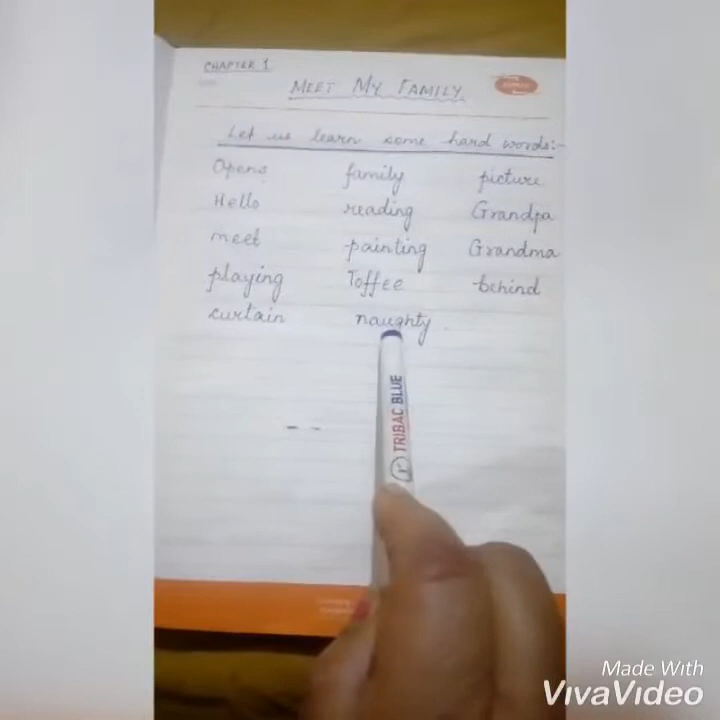 CHAPTER 1
MEET MY FAMILY
Let us learn some hard words:-
Opens family picture
Hello reading Grandpa
meet painting Grandma
playing Toffee behind
curtain naughty
TRIBAC BLUE
Made With
VivaVideo